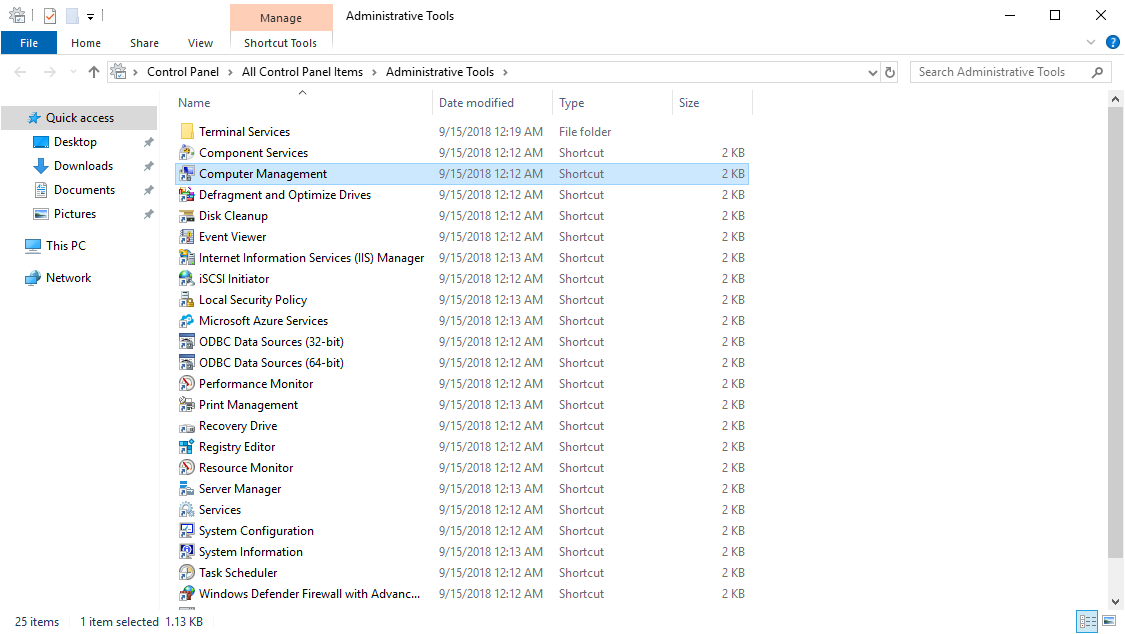 Manage
Administrative Tools
File
Home
Share
View
Shortcut Tools
?
Control Panel
All Control Panel Items
Administrative Tools
Search Administrative Tools
Quick access
Desktop
Downloads
Documents
Pictures
This PC
Network
Name Date modified Type Size
Terminal Services 9/15/2018 12:19 AM File folder
Component Services 9/15/2018 12:12 AM Shortcut 2 KB
Computer Management 9/15/2018 12:12 AM Shortcut 2 KB
Defragment and Optimize Drives 9/15/2018 12:12 AM Shortcut 2 KB
Disk Cleanup 9/15/2018 12:12 AM Shortcut 2 KB
Event Viewer 9/15/2018 12:12 AM Shortcut 2 KB
Internet Information Services (IIS) Manager 9/15/2018 12:13 AM Shortcut 2 KB
iSCSI Initiator 9/15/2018 12:12 AM Shortcut 2 KB
Local Security Policy 9/15/2018 12:13 AM Shortcut 2 KB
Microsoft Azure Services 9/15/2018 12:13 AM Shortcut 2 KB
ODBC Data Sources (32-bit) 9/15/2018 12:12 AM Shortcut 2 KB
ODBC Data Sources (64-bit) 9/15/2018 12:12 AM Shortcut 2 KB
Performance Monitor 9/15/2018 12:12 AM Shortcut 2 KB
Print Management 9/15/2018 12:13 AM Shortcut 2 KB
Recovery Drive 9/15/2018 12:12 AM Shortcut 2 KB
Registry Editor 9/15/2018 12:12 AM Shortcut 2 KB
Resource Monitor 9/15/2018 12:12 AM Shortcut 2 KB
Server Manager 9/15/2018 12:13 AM Shortcut 2 KB
Services 9/15/2018 12:12 AM Shortcut 2 KB
System Configuration 9/15/2018 12:12 AM Shortcut 2 KB
System Information 9/15/2018 12:13 AM Shortcut 2 KB
Task Scheduler 9/15/2018 12:12 AM Shortcut 2 KB
Windows Defender Firewall with Advanc... 9/15/2018 12:12 AM Shortcut 2 KB
25 items 1 item selected 1.13 KB